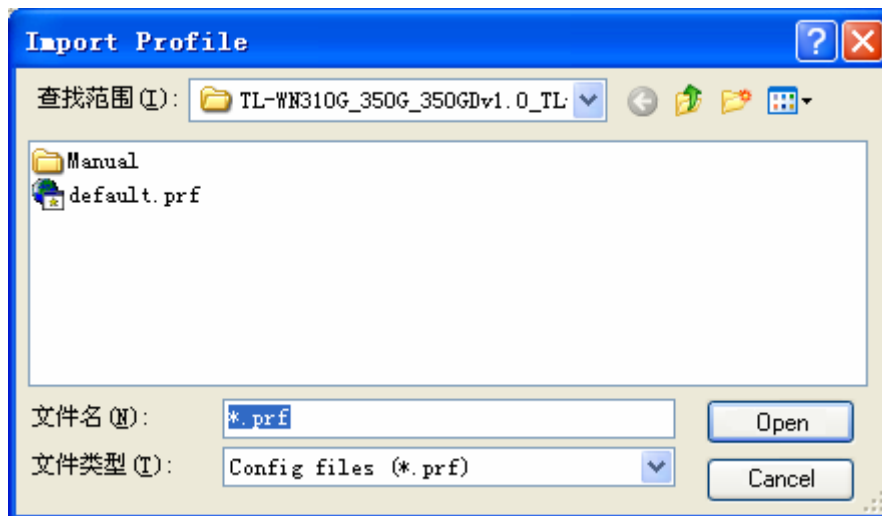 Import Profile
查找范围(I): TL-WN310G_350G_350GDv1.0_TL-
Manual
default.prf
文件名(N): *.prf Open
文件类型(T): Config files (*.prf) Cancel